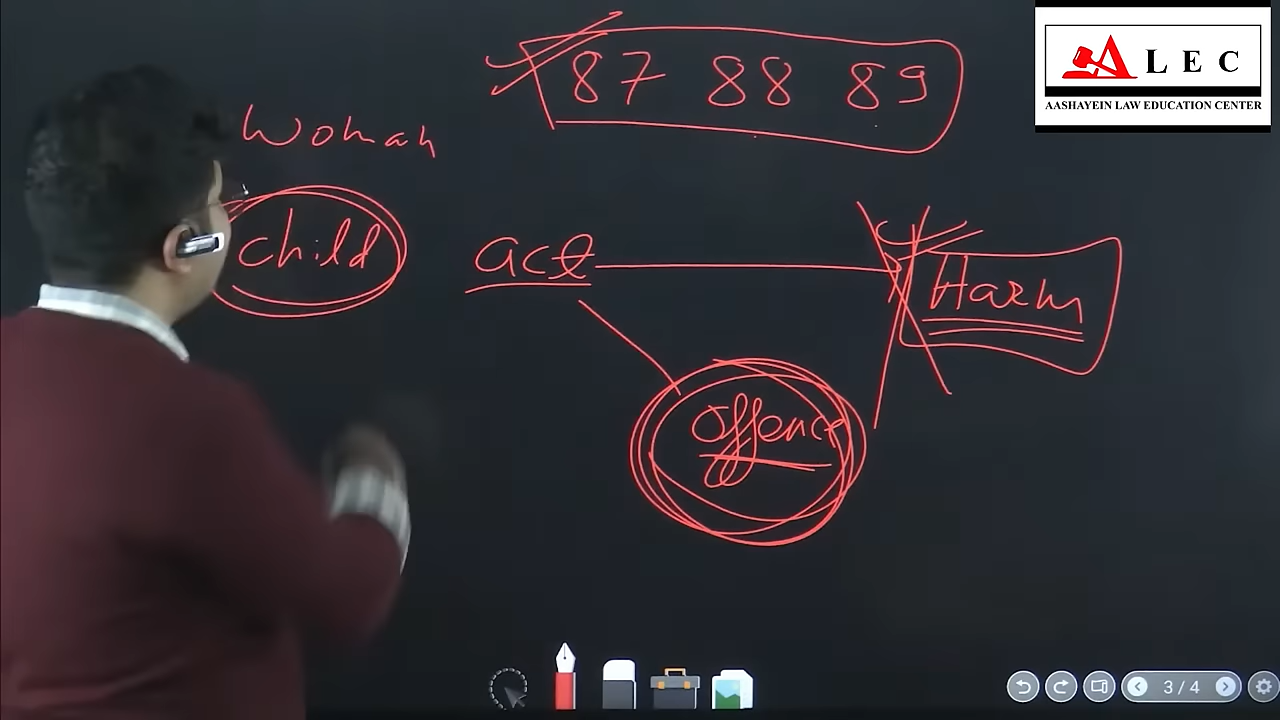 87 88 89
ALEC
AASHAYEIN LAW EDUCATION CENTER
Woman
child
act
Harm
offence
3 / 4